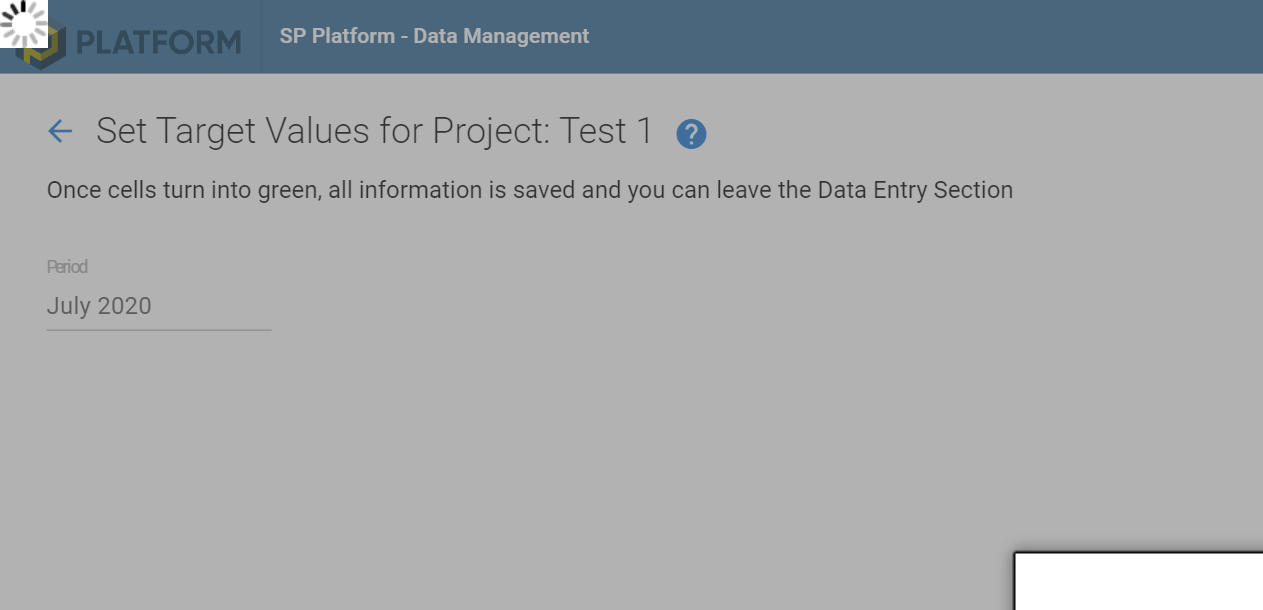 PLATFORM
SP Platform - Data Management
Set Target Values for Project: Test 1 ?
Once cells turn into green, all information is saved and you can leave the Data Entry Section
Period
July 2020